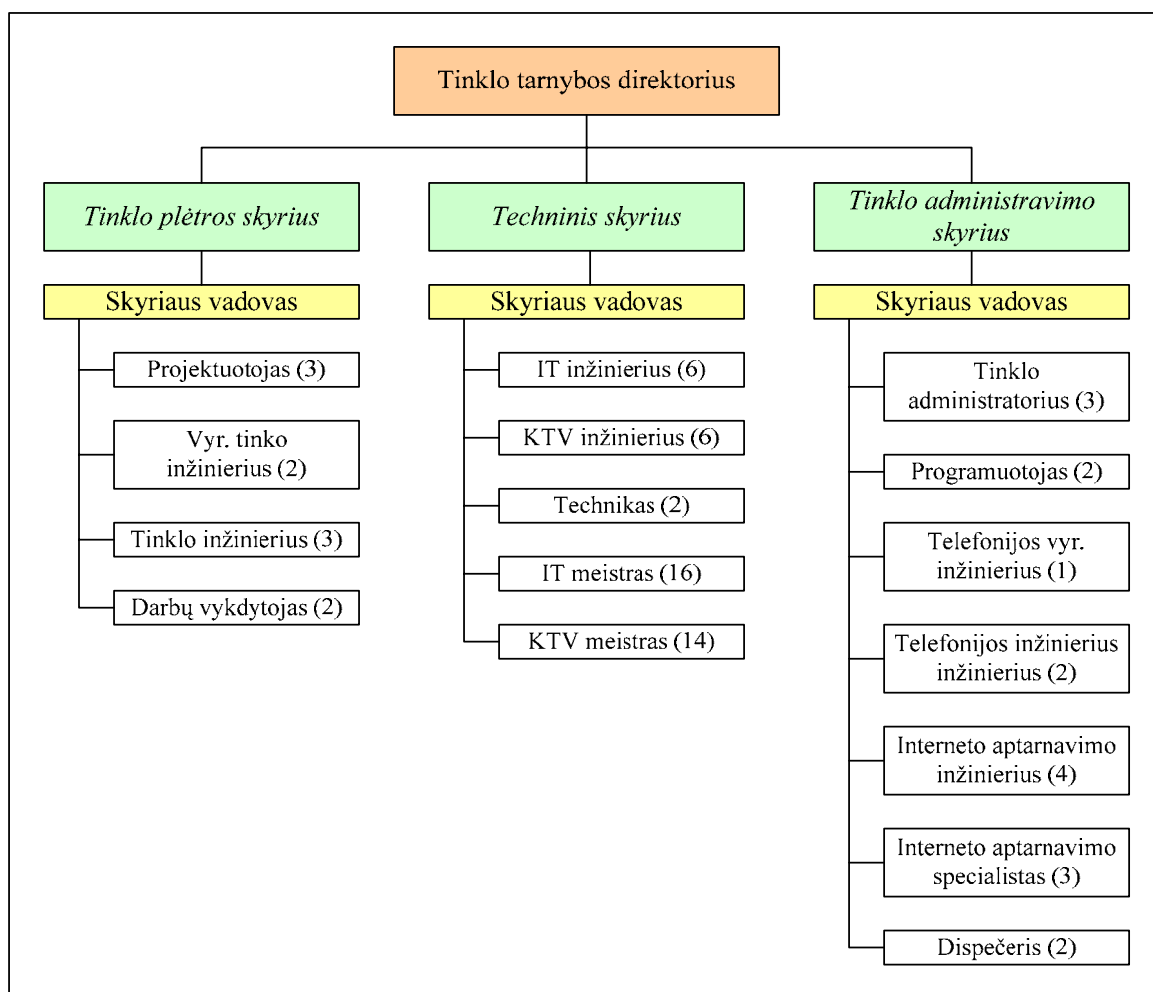 Tinklo tarnybos direktorius
Tinklo plėtros skyrius
Skyriaus vadovas
Projektuotojas (3)
Vyr. tinko
inžinierius (2)
Tinklo inžinierius (3)
Darbų vykdytojas (2)
Techninis skyrius
Skyriaus vadovas
IT inžinierius (6)
KTV inžinierius (6)
Technikas (2)
IT meistras (16)
KTV meistras (14)
Tinklo administravimo
skyrius
Skyriaus vadovas
Tinklo
administratorius (3)
Programuotojas (2)
Telefonijos vyr.
inžinierius (1)
Telefonijos inžinierius
inžinierius (2)
Interneto aptarnavimo
inžinierius (4)
Interneto aptarnavimo
specialistas (3)
Dispečeris (2)